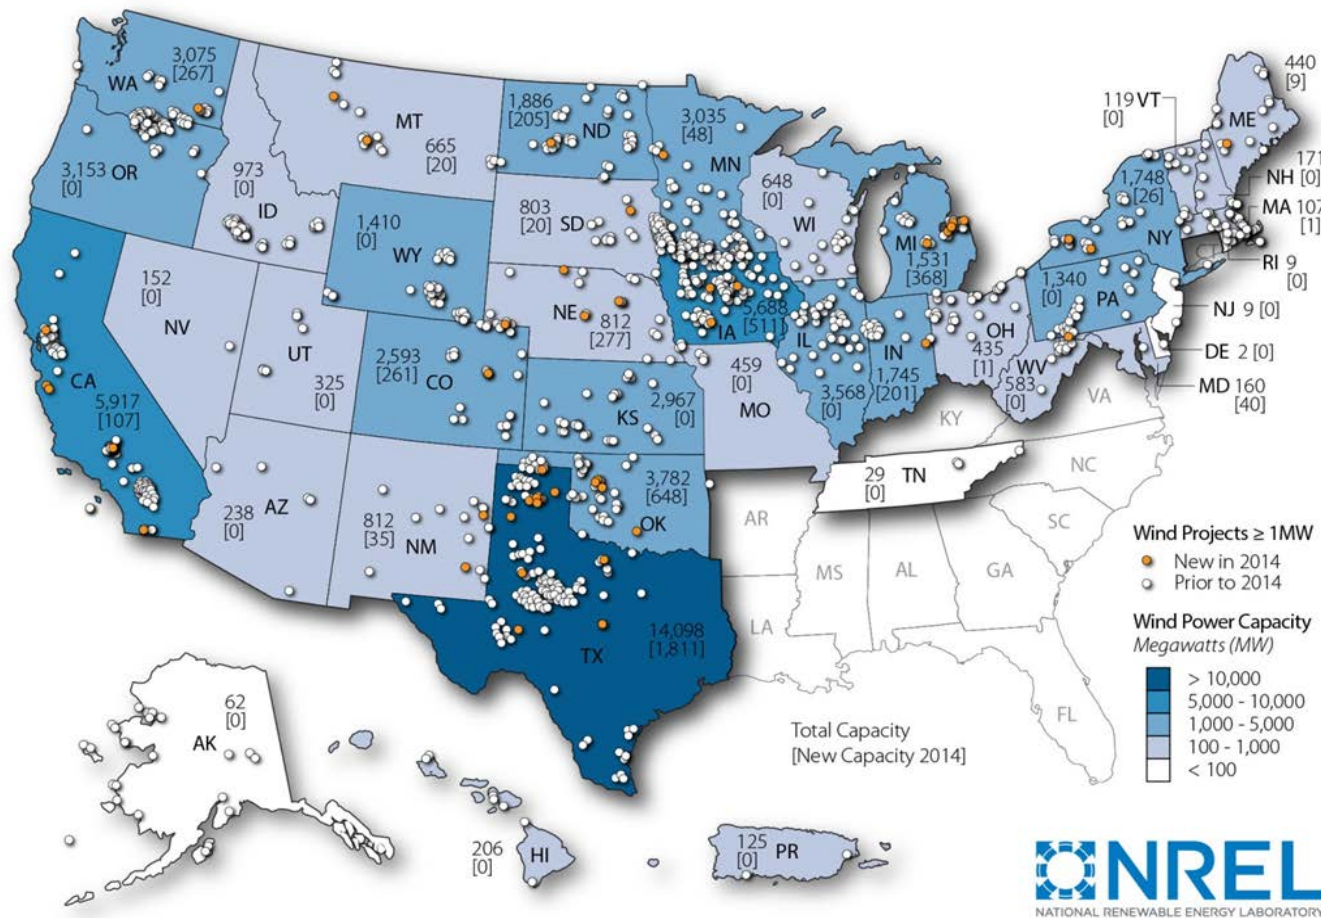 3,075
[267]
WA
3,153
[0]
OR
973
[0]
ID
MT
665
[20]
1,886
[205]
ND
803
[20]
SD
3,035
[48]
MN
648
[0]
WI
1,410
[0]
WY
152
[0]
NV
UT
325
[0]
CA
5,917
[107]
2,593
[261]
CO
NE
812
[277]
5,688
[511]
IA
MI
1,531
[368]
IL
3,568
[0]
IN
1,745
[201]
OH
435
[1]
WV
583
[0]
1,340
[0]
PA
1,748
[26]
NY
119 VT
[0]
440
[9]
ME
171
NH [0]
MA 107
[1]
CT
RI 9
[0]
NJ 9 [0]
DE 2 [0]
MD 160
[40]
459
[0]
MO
2,967
[0]
KS
3,782
[648]
OK
238
[0]
AZ
812
[35]
NM
14,098
[1,811]
TX
29
[0]
TN
KY
VA
NC
SC
AR
MS
AL
GA
LA
FL
62
[0]
AK
206
[0]
HI
125
[0]
PR
Wind Projects ≥ 1MW
New in 2014
Prior to 2014
Wind Power Capacity
Megawatts (MW)
> 10,000
5,000 - 10,000
1,000 - 5,000
100 - 1,000
< 100
Total Capacity
[New Capacity 2014]
NREL
NATIONAL RENEWABLE ENERGY LABORATORY